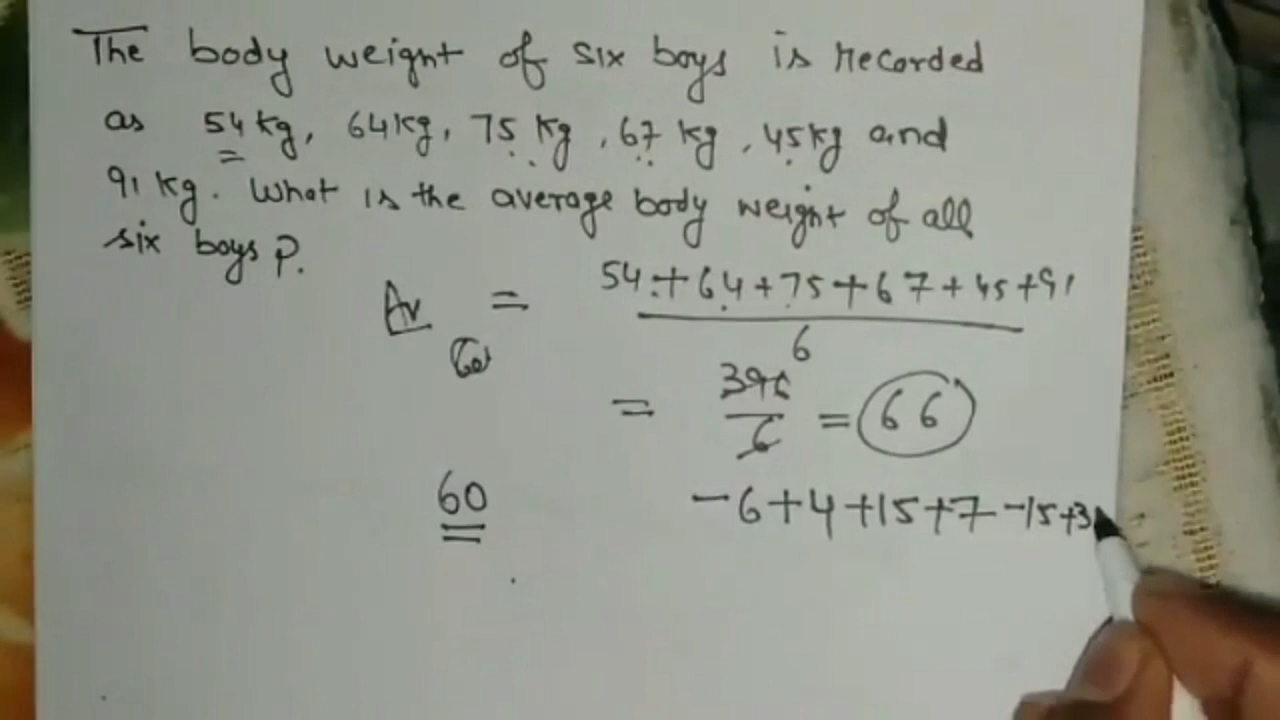 The body weight of six boys is recorded
as 54 kg, 64 kg, 75 kg, 67 kg, 45 kg and
91 kg. What is the average body weight of all
six boys ?.
Av = 54 + 64 + 75 + 67 + 45 + 91
6
= 396
6
= 66
60
-6+4+15+7-15+3